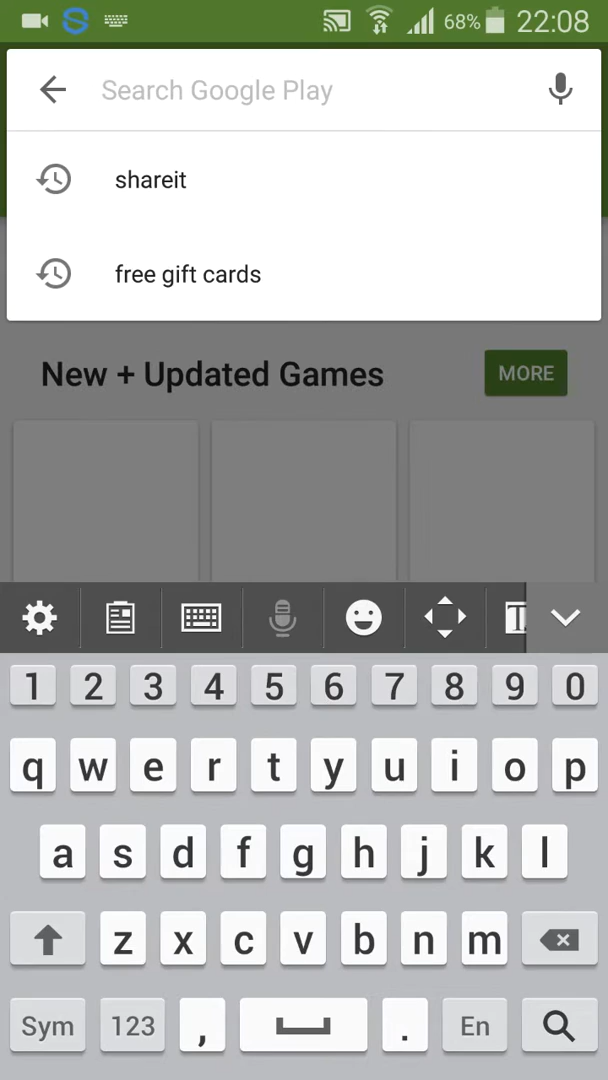 68% 22:08
Search Google Play
shareit
free gift cards
New + Updated Games MORE
1 2 3 4 5 6 7 8 9 0
q w e r t y u i o p
a s d f g h j k l
z x c v b n m
Sym 123 , . En